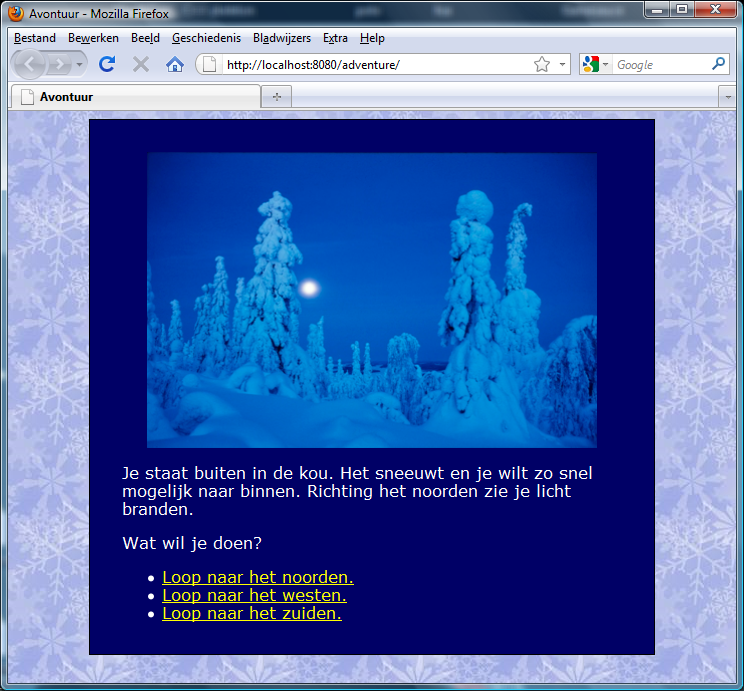 Avontuur - Mozilla Firefox
Bestand Bewerken Beeld Geschiedenis Bladwijzers Extra Help
http://localhost:8080/adventure/ Google
Avontuur
Je staat buiten in de kou. Het sneeuwt en je wilt zo snel
mogelijk naar binnen. Richting het noorden zie je licht
branden.
Wat wil je doen?
Loop naar het noorden.
Loop naar het westen.
Loop naar het zuiden.